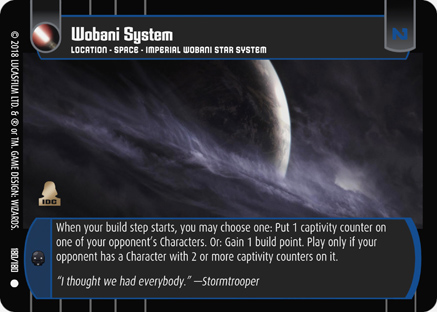 Wobani System
LOCATION - SPACE - IMPERIAL WOBANI STAR SYSTEM
© 2018 LUCASFILM LTD. & ® or TM. GAME DESIGN: WIZARDS.
IDC
When your build step starts, you may choose one: Put 1 captivity counter on
one of your opponent's Characters. Or: Gain 1 build point. Play only if your
opponent has a Character with 2 or more captivity counters on it.
"I thought we had everybody." —Stormtrooper
180/180